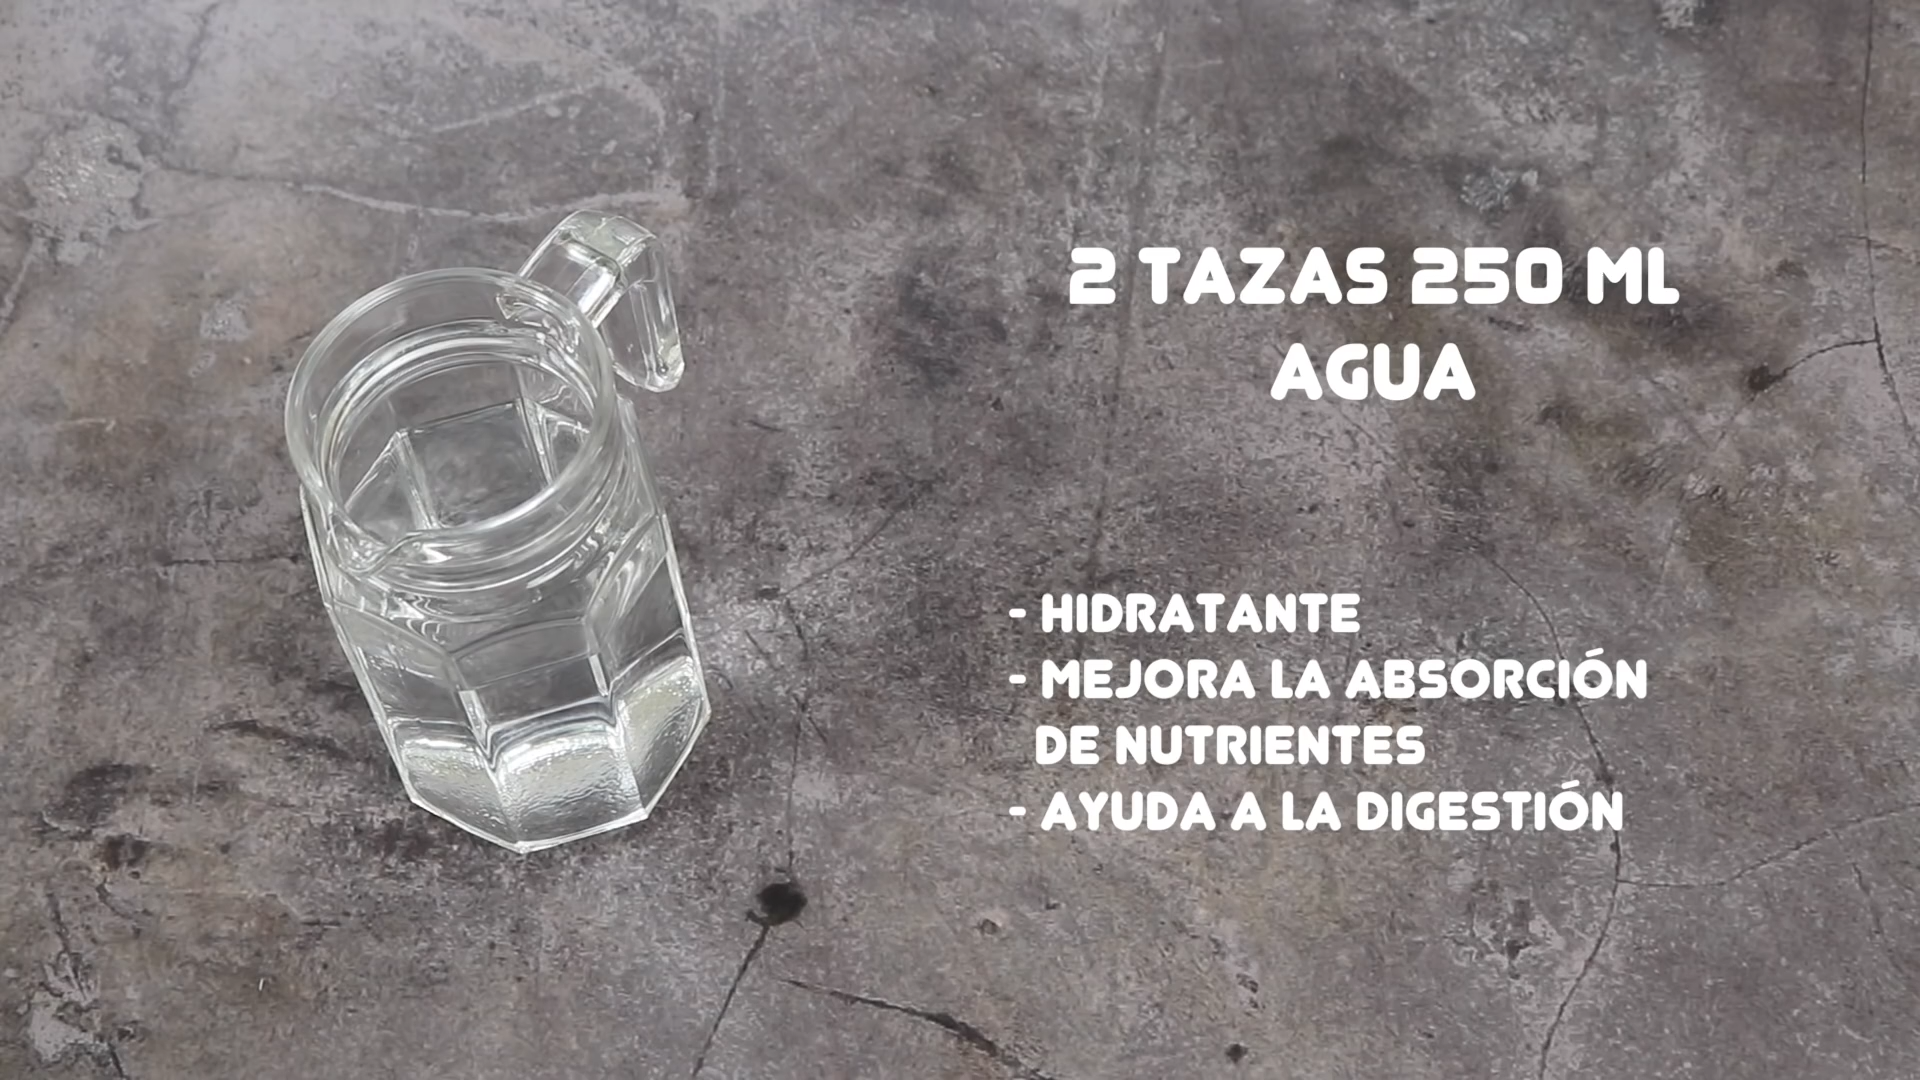 2 TAZAS 250 ML
AGUA
- HIDRATANTE
- MEJORA LA ABSORCIÓN
DE NUTRIENTES
- AYUDA A LA DIGESTIÓN